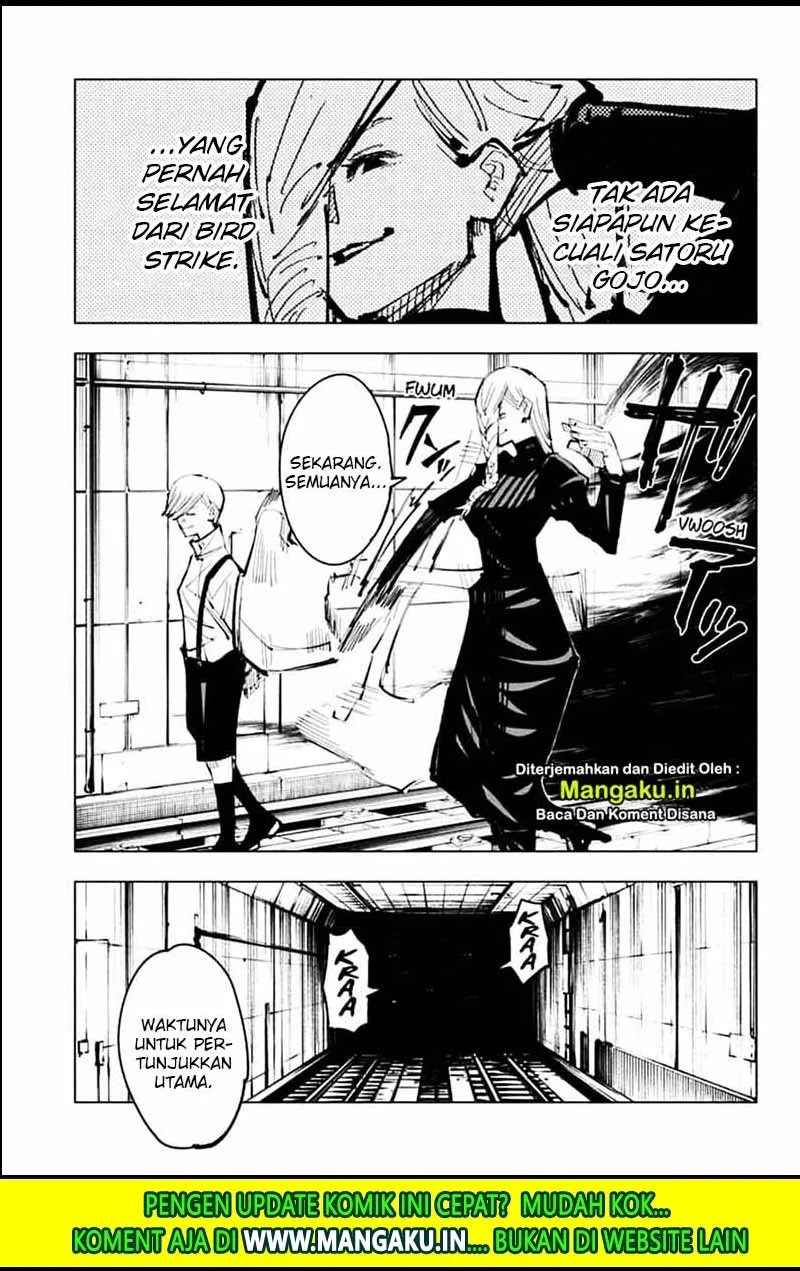 TAK ADA
SIAPAPUN KE-
CUALI SATORU
GOJO...
...YANG
PERNAH
SELAMAT
DARI BIRD
STRIKE.
VWOOSH
FWUM
SEKARANG.
SEMUANYA...
Diterjemahkan dan Diedit Oleh :
Mangaku.in
Baca Dan Koment Disana
KRAA
KRAA
WAKTUNYA
UNTUK PER-
TUNJUKKAN
UTAMA.
PENGEN UPDATE KOMIK INI CEPAT? MUDAH KOK...
KOMENT AJA DI WWW.MANGAKU.IN.... BUKAN DI WEBSITE LAIN